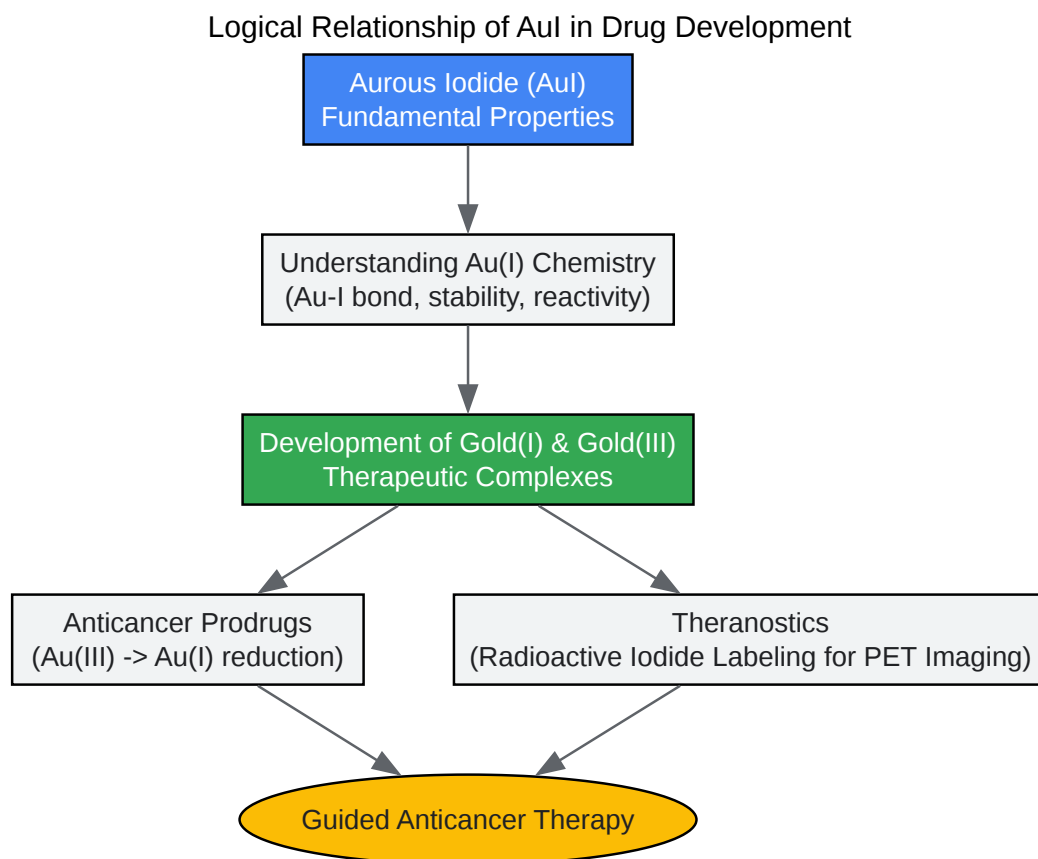 Logical Relationship of AuI in Drug Development
Aurous Iodide (AuI)
Fundamental Properties
Understanding Au(I) Chemistry
(Au-I bond, stability, reactivity)
Development of Gold(I) & Gold(III)
Therapeutic Complexes
Anticancer Prodrugs
(Au(III) -> Au(I) reduction)
Theranostics
(Radioactive Iodide Labeling for PET Imaging)
Guided Anticancer Therapy